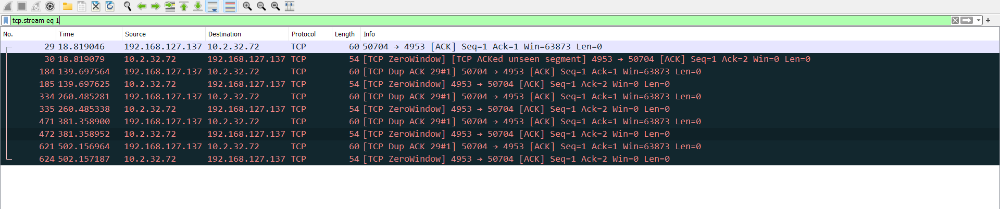 tcp.stream eq 1
No. Time Source Destination Protocol Length Info
29 18.819046 192.168.127.137 10.2.32.72 TCP 60 50704 → 4953 [ACK] Seq=1 Ack=1 Win=63873 Len=0
30 18.819079 10.2.32.72 192.168.127.137 TCP 54 [TCP ZeroWindow] [TCP ACKed unseen segment] 4953 → 50704 [ACK] Seq=1 Ack=2 Win=0 Len=0
184 139.697564 192.168.127.137 10.2.32.72 TCP 60 [TCP Dup ACK 29#1] 50704 → 4953 [ACK] Seq=1 Ack=1 Win=63873 Len=0
185 139.697625 10.2.32.72 192.168.127.137 TCP 54 [TCP ZeroWindow] 4953 → 50704 [ACK] Seq=1 Ack=2 Win=0 Len=0
334 260.485281 192.168.127.137 10.2.32.72 TCP 60 [TCP Dup ACK 29#1] 50704 → 4953 [ACK] Seq=1 Ack=1 Win=63873 Len=0
335 260.485338 10.2.32.72 192.168.127.137 TCP 54 [TCP ZeroWindow] 4953 → 50704 [ACK] Seq=1 Ack=2 Win=0 Len=0
471 381.358900 192.168.127.137 10.2.32.72 TCP 60 [TCP Dup ACK 29#1] 50704 → 4953 [ACK] Seq=1 Ack=1 Win=63873 Len=0
472 381.358952 10.2.32.72 192.168.127.137 TCP 54 [TCP ZeroWindow] 4953 → 50704 [ACK] Seq=1 Ack=2 Win=0 Len=0
621 502.156964 192.168.127.137 10.2.32.72 TCP 60 [TCP Dup ACK 29#1] 50704 → 4953 [ACK] Seq=1 Ack=1 Win=63873 Len=0
624 502.157187 10.2.32.72 192.168.127.137 TCP 54 [TCP ZeroWindow] 4953 → 50704 [ACK] Seq=1 Ack=2 Win=0 Len=0